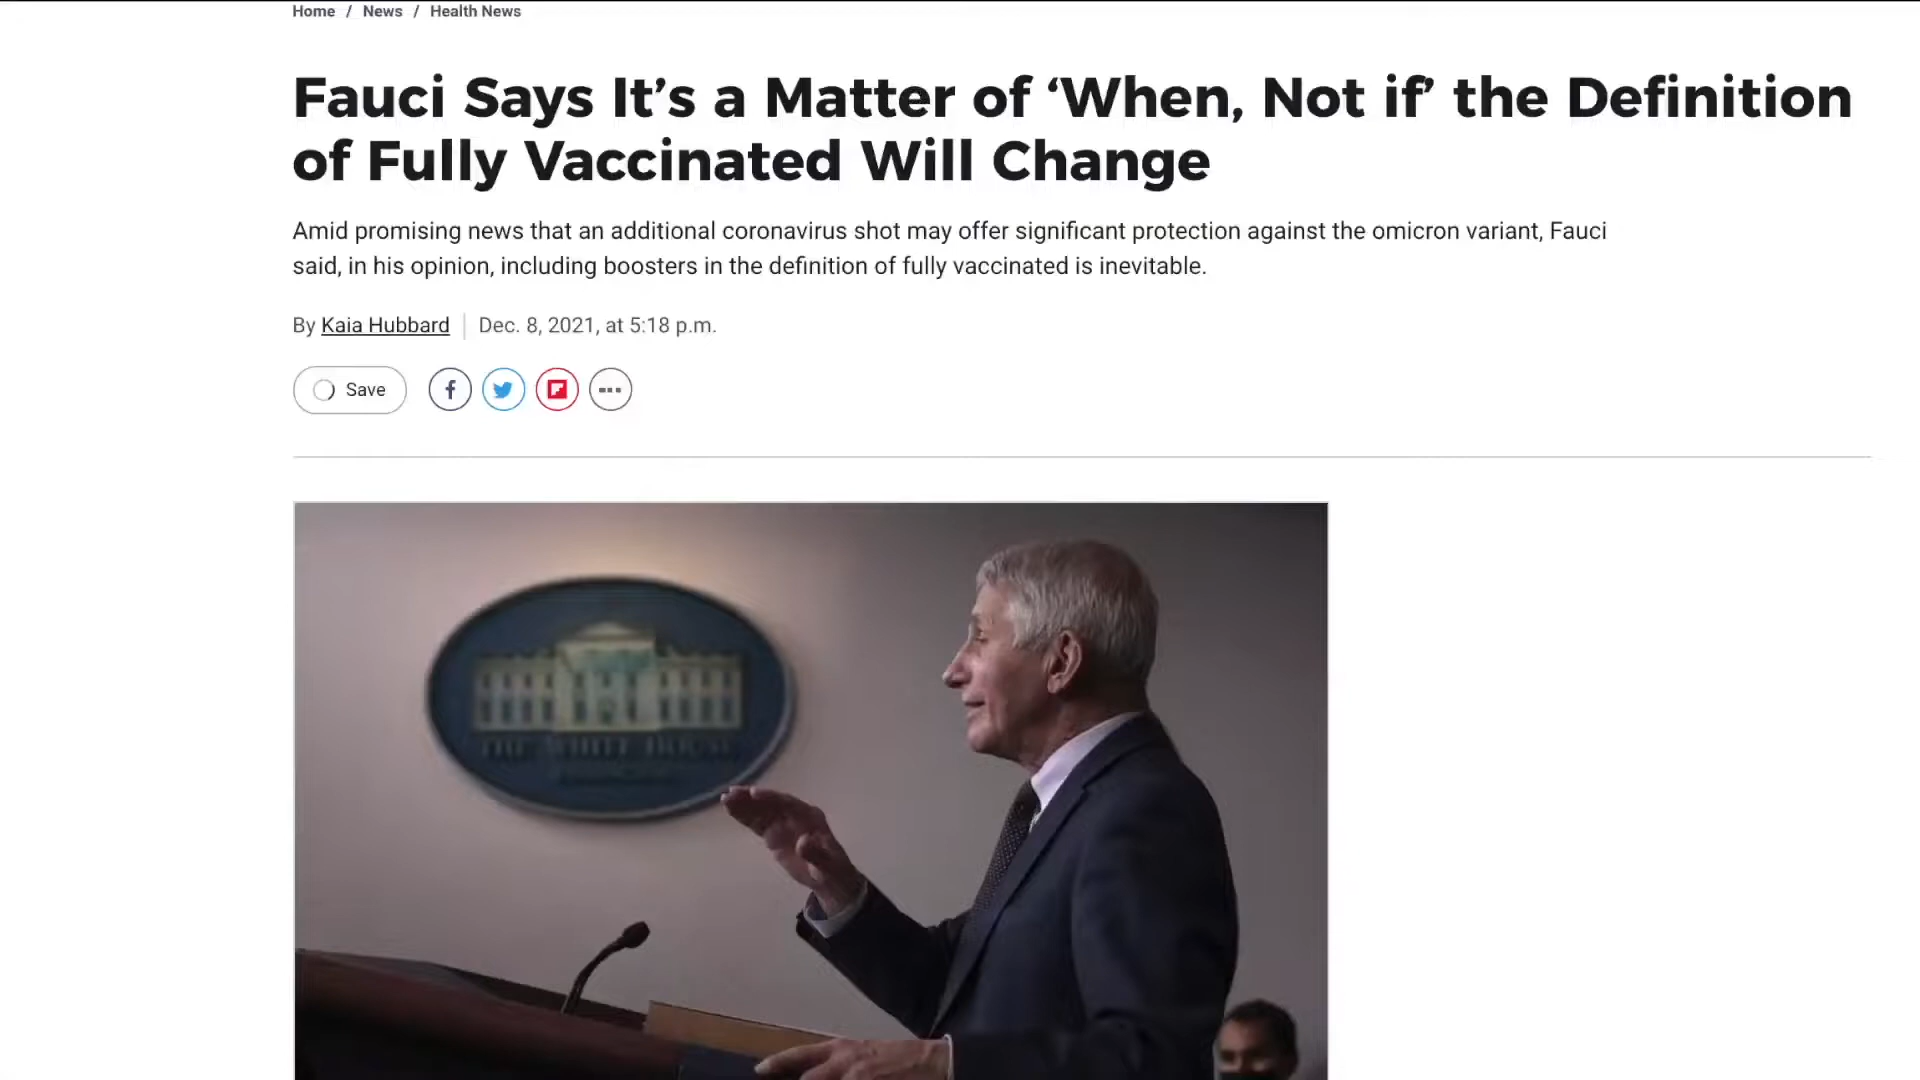 Home / News / Health News
Fauci Says It’s a Matter of ‘When, Not if’ the Definition
of Fully Vaccinated Will Change
Amid promising news that an additional coronavirus shot may offer significant protection against the omicron variant, Fauci
said, in his opinion, including boosters in the definition of fully vaccinated is inevitable.
By Kaia Hubbard | Dec. 8, 2021, at 5:18 p.m.
Save
THE WHITE HOUSE